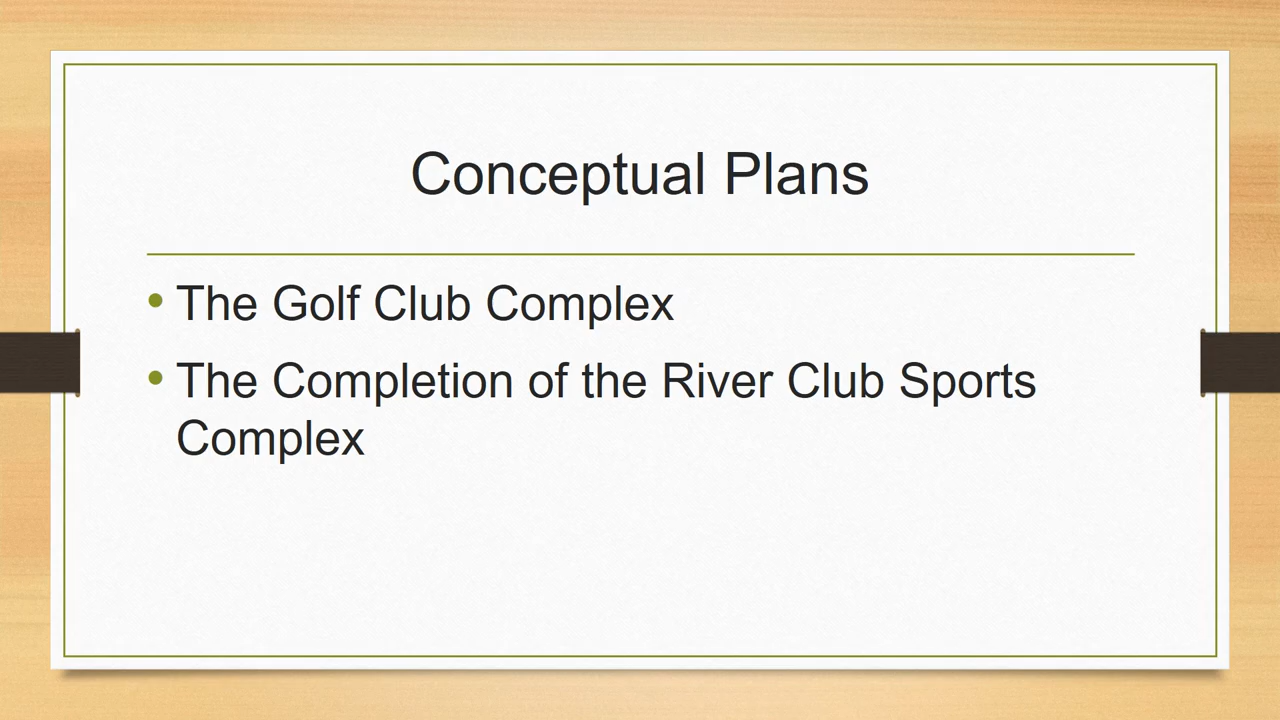 Conceptual Plans
• The Golf Club Complex
• The Completion of the River Club Sports
Complex